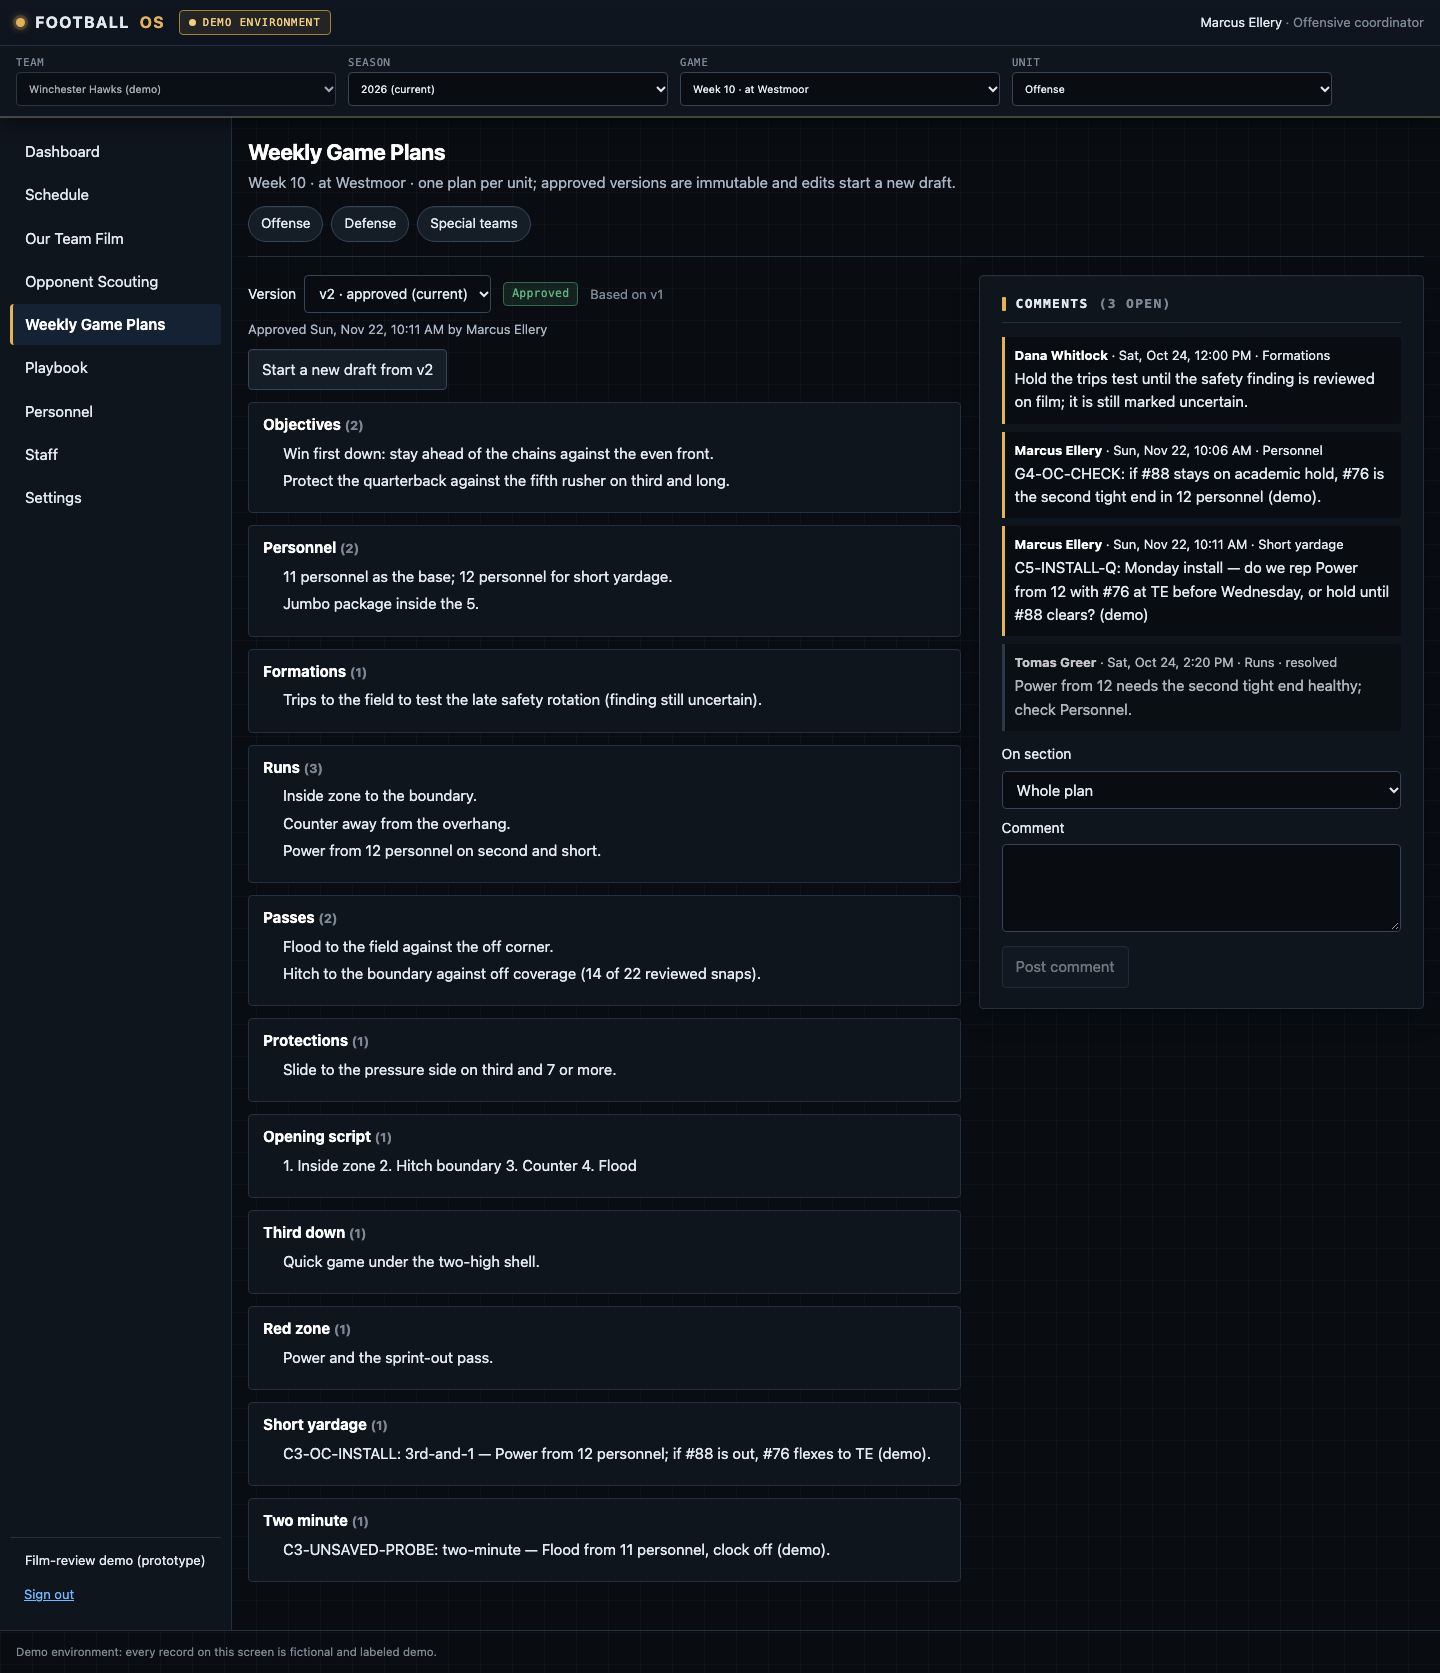 FOOTBALL OS
DEMO ENVIRONMENT
Marcus Ellery · Offensive coordinator
TEAM
Winchester Hawks (demo)
SEASON
2026 (current)
GAME
Week 10 · at Westmoor
UNIT
Offense
Dashboard
Schedule
Our Team Film
Opponent Scouting
Weekly Game Plans
Playbook
Personnel
Staff
Settings
Film-review demo (prototype)
Sign out
Weekly Game Plans
Week 10 · at Westmoor · one plan per unit; approved versions are immutable and edits start a new draft.
Offense
Defense
Special teams
Version
v2 · approved (current)
Approved
Based on v1
Approved Sun, Nov 22, 10:11 AM by Marcus Ellery
Start a new draft from v2
Objectives (2)
Win first down: stay ahead of the chains against the even front.
Protect the quarterback against the fifth rusher on third and long.
Personnel (2)
11 personnel as the base; 12 personnel for short yardage.
Jumbo package inside the 5.
Formations (1)
Trips to the field to test the late safety rotation (finding still uncertain).
Runs (3)
Inside zone to the boundary.
Counter away from the overhang.
Power from 12 personnel on second and short.
Passes (2)
Flood to the field against the off corner.
Hitch to the boundary against off coverage (14 of 22 reviewed snaps).
Protections (1)
Slide to the pressure side on third and 7 or more.
Opening script (1)
1. Inside zone 2. Hitch boundary 3. Counter 4. Flood
Third down (1)
Quick game under the two-high shell.
Red zone (1)
Power and the sprint-out pass.
Short yardage (1)
C3-OC-INSTALL: 3rd-and-1 — Power from 12 personnel; if #88 is out, #76 flexes to TE (demo).
Two minute (1)
C3-UNSAVED-PROBE: two-minute — Flood from 11 personnel, clock off (demo).
COMMENTS (3 OPEN)
Dana Whitlock · Sat, Oct 24, 12:00 PM · Formations
Hold the trips test until the safety finding is reviewed
on film; it is still marked uncertain.
Marcus Ellery · Sun, Nov 22, 10:06 AM · Personnel
G4-OC-CHECK: if #88 stays on academic hold, #76 is
the second tight end in 12 personnel (demo).
Marcus Ellery · Sun, Nov 22, 10:11 AM · Short yardage
C5-INSTALL-Q: Monday install — do we rep Power
from 12 with #76 at TE before Wednesday, or hold until
#88 clears? (demo)
Tomas Greer · Sat, Oct 24, 2:20 PM · Runs · resolved
Power from 12 needs the second tight end healthy;
check Personnel.
On section
Whole plan
Comment
Post comment
Demo environment: every record on this screen is fictional and labeled demo.